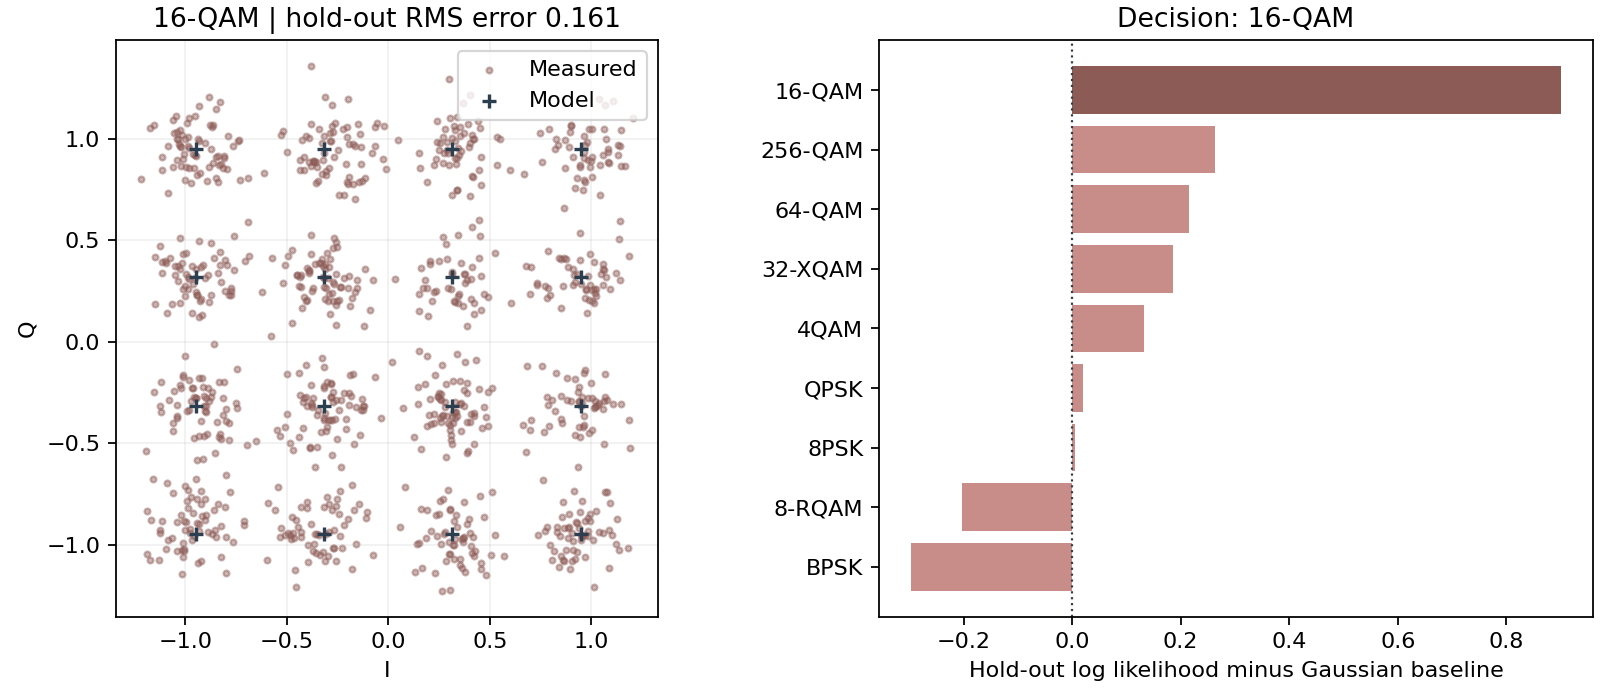 16-QAM | hold-out RMS error 0.161
Measured
Model
1.0
0.5
0.0
−0.5
−1.0
Q
−1.0
−0.5
0.0
0.5
1.0
I
Decision: 16-QAM
16-QAM
256-QAM
64-QAM
32-XQAM
4QAM
QPSK
8PSK
8-RQAM
BPSK
−0.2
0.0
0.2
0.4
0.6
0.8
Hold-out log likelihood minus Gaussian baseline